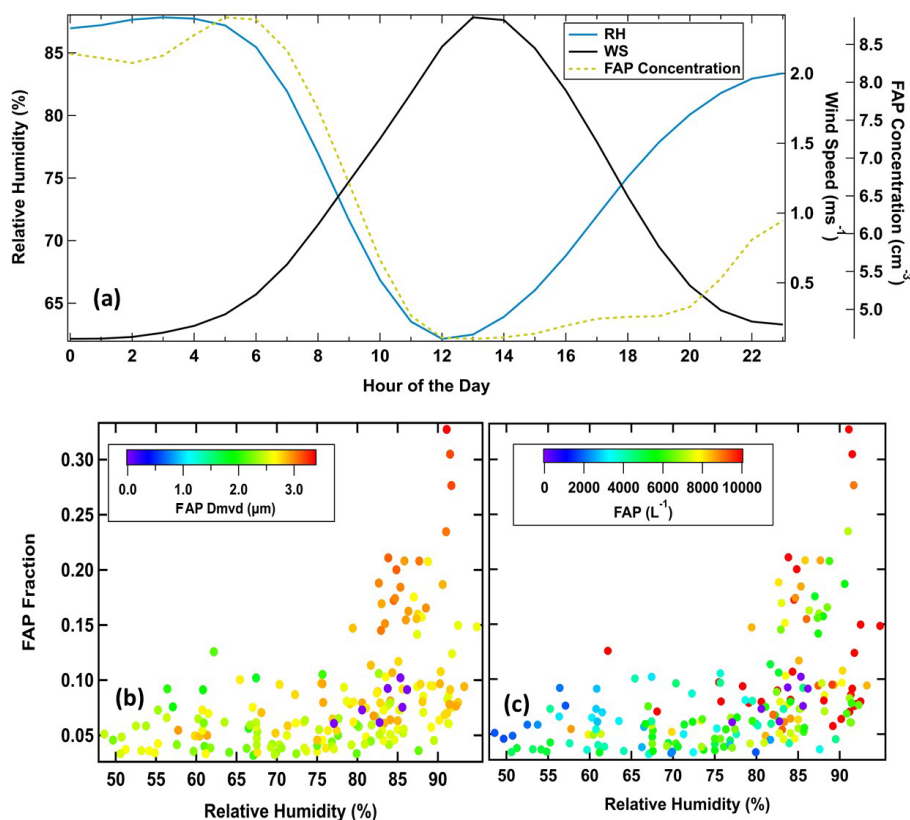 RH
WS
FAP Concentration
Relative Humidity (%)
85
80
75
70
65
2.0
1.5
1.0
0.5
Wind Speed (ms⁻¹)
8.5
8.0
7.5
7.0
6.5
6.0
5.5
5.0
FAP Concentration (cm⁻³)
(a)
0 2 4 6 8 10 12 14 16 18 20 22
Hour of the Day
0.0 1.0 2.0 3.0
FAP Dmvd (µm)
FAP Fraction
0.30
0.25
0.20
0.15
0.10
0.05
(b)
50 55 60 65 70 75 80 85 90
Relative Humidity (%)
0 2000 4000 6000 8000 10000
FAP (L⁻¹)
(c)
50 55 60 65 70 75 80 85 90
Relative Humidity (%)